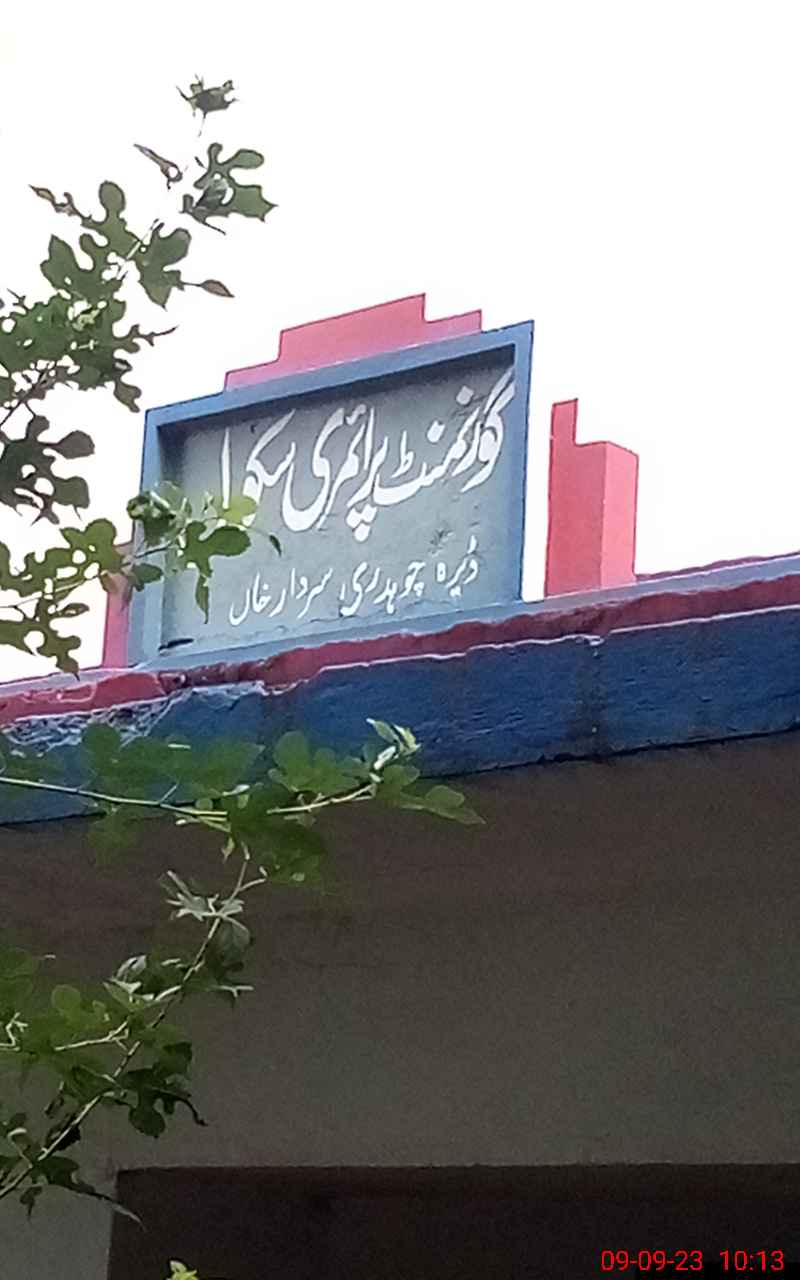 گورنمنٹ پرائمری سکول
ڈیرہ چوہدری سردار خاں
09-09-23 10:13